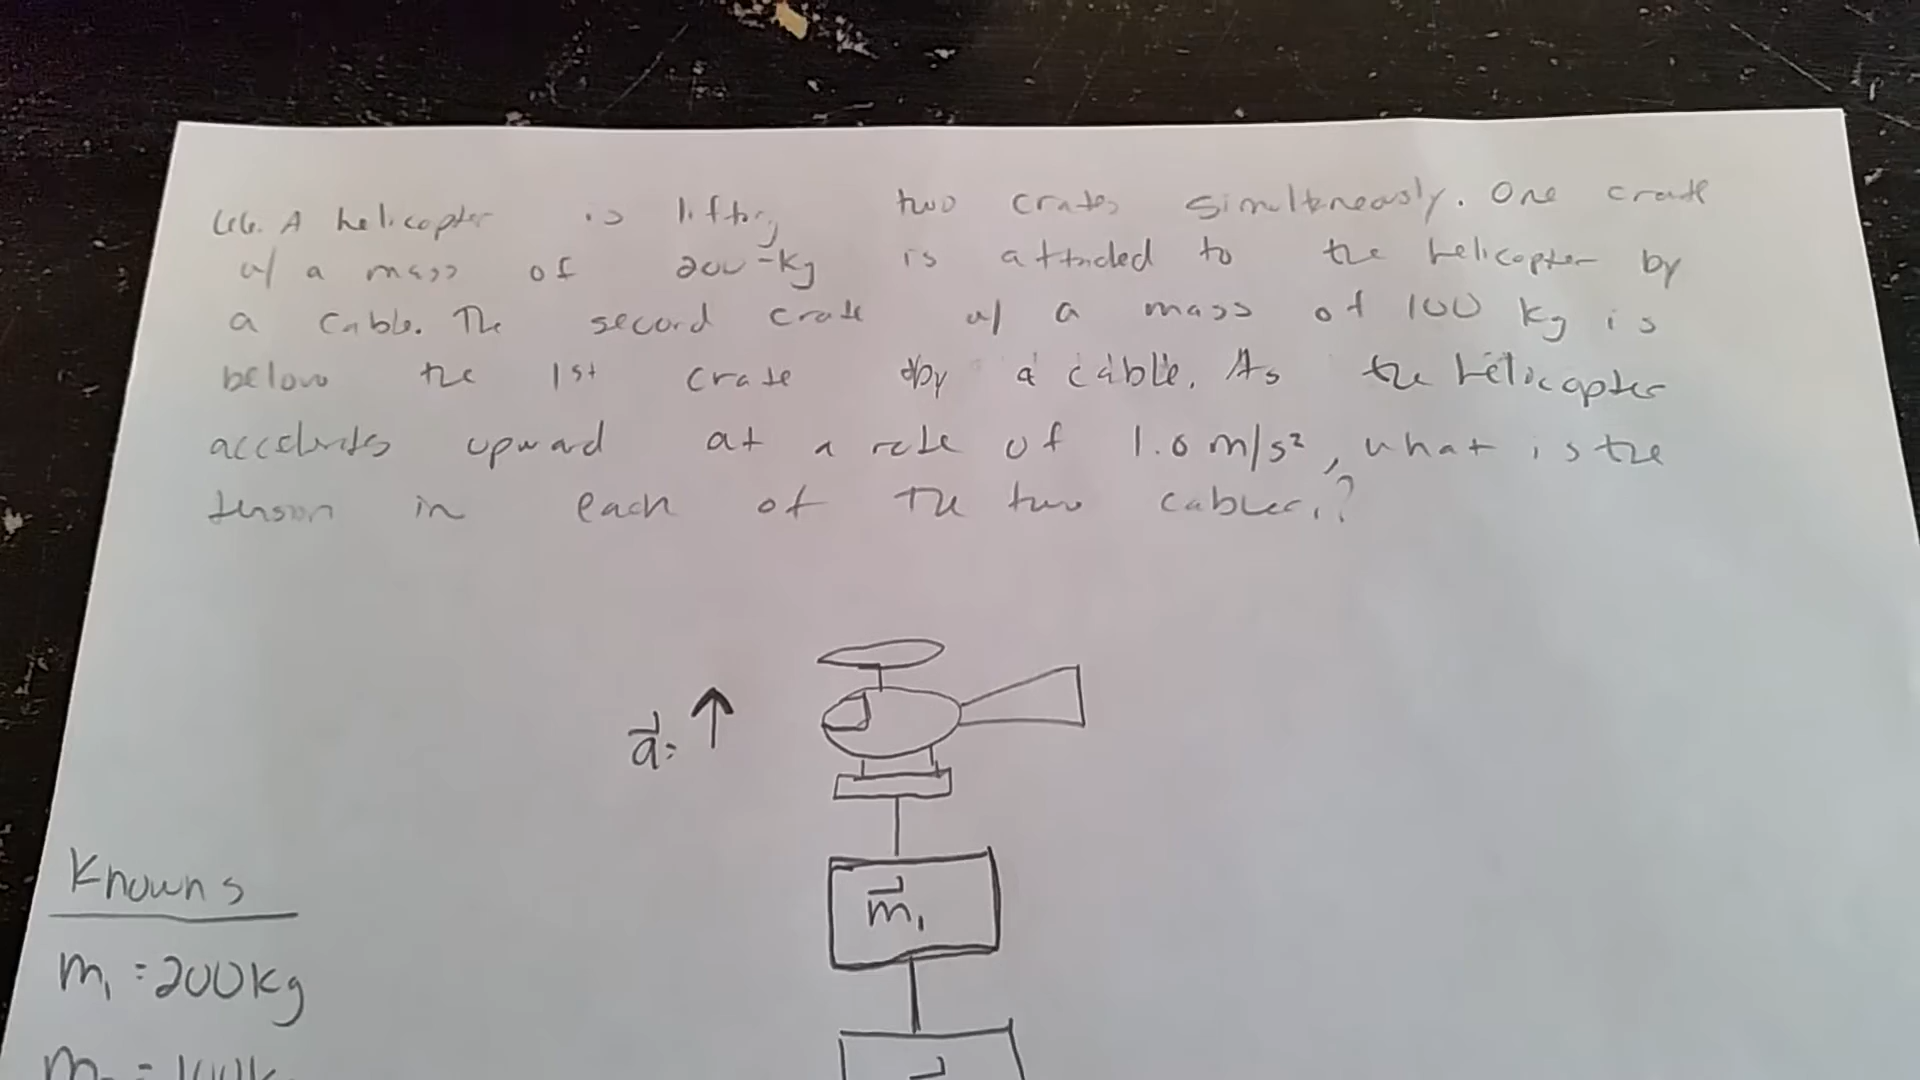 66. A helicopter is lifting two crates simultaneously. One crate
w/ a mass of 200-kg is attached to the helicopter by
a cable. The second crate w/ a mass of 100 kg is
below the 1st crate by a cable. As the helicopter
accelerates upward at a rate of 1.0 m/s², what is the
tension in each of the two cables.?
a:
Knowns
m₁
m₁ = 200kg